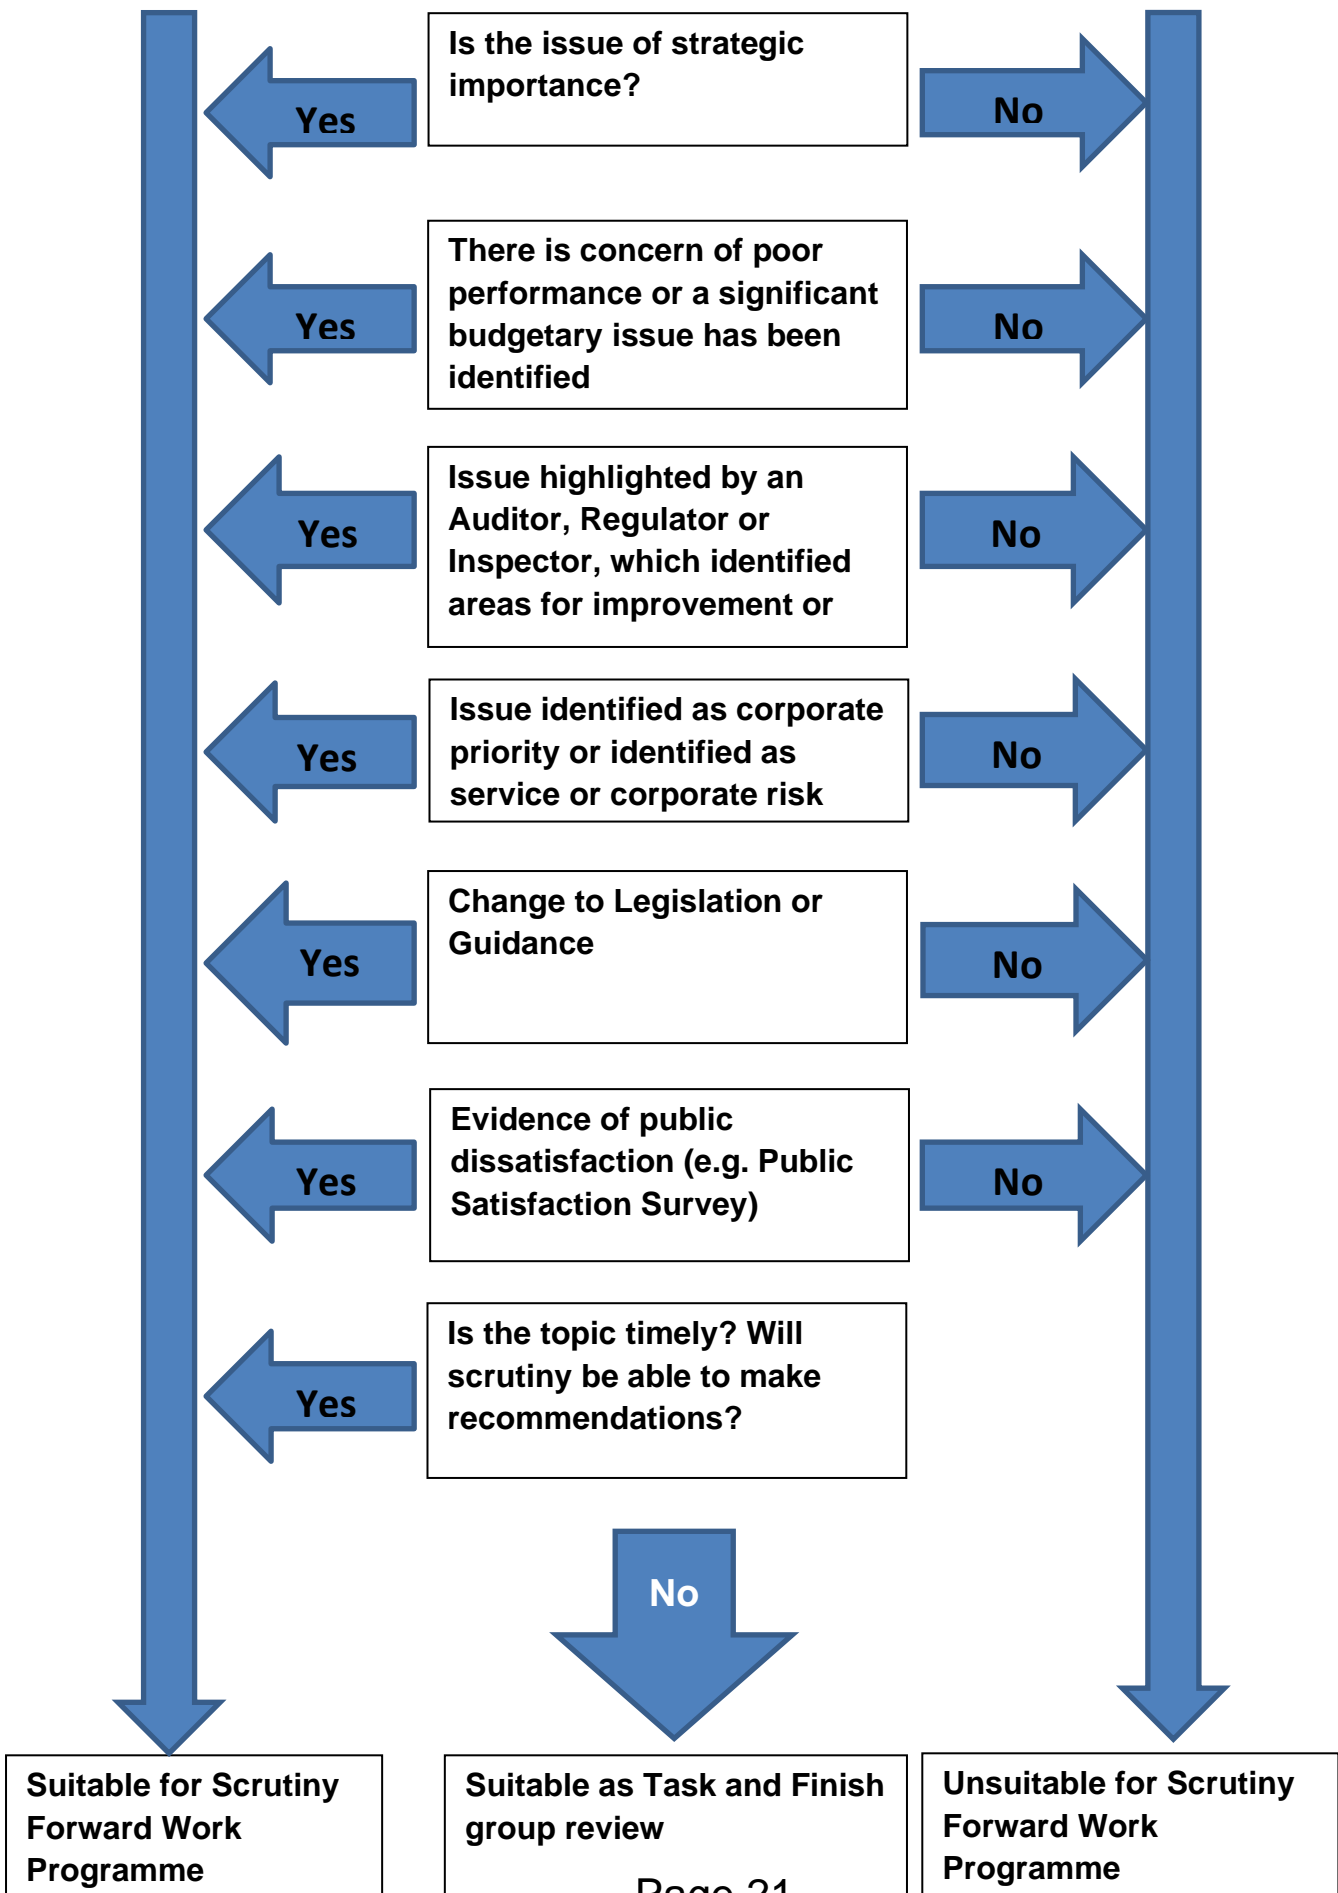 Is the issue of strategic
importance?
Yes
No
There is concern of poor
performance or a significant
budgetary issue has been
identified
Yes
No
Issue highlighted by an
Auditor, Regulator or
Inspector, which identified
areas for improvement or
Yes
No
Issue identified as corporate
priority or identified as
service or corporate risk
Yes
No
Change to Legislation or
Guidance
Yes
No
Evidence of public
dissatisfaction (e.g. Public
Satisfaction Survey)
Yes
No
Is the topic timely? Will
scrutiny be able to make
recommendations?
Yes
No
Suitable for Scrutiny
Forward Work
Programme
Suitable as Task and Finish
group review
Unsuitable for Scrutiny
Forward Work
Programme
Page 21